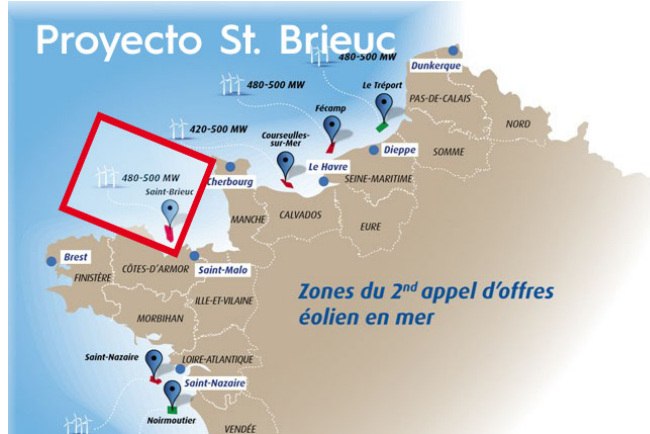 Proyecto St. Brieuc
480-500 MW
Dunkerque
480-500 MW
Le Tréport
PAS-DE-CALAIS
Fécamp
NORD
420-500 MW
Courseulles-
sur-Mer
Dieppe
SOMME
480-500 MW
Saint-Brieuc
Cherbourg
Le Havre
SEINE-MARITIME
MANCHE
CALVADOS
EURE
Brest
FINISTÈRE
CÔTES-D'ARMOR
Saint-Malo
ILLE-ET-VILAINE
MORBIHAN
Zones du 2nd appel d'offres
éolien en mer
Saint-Nazaire
LOIRE-ATLANTIQUE
Saint-Nazaire
Noirmoutier
VENDÉE